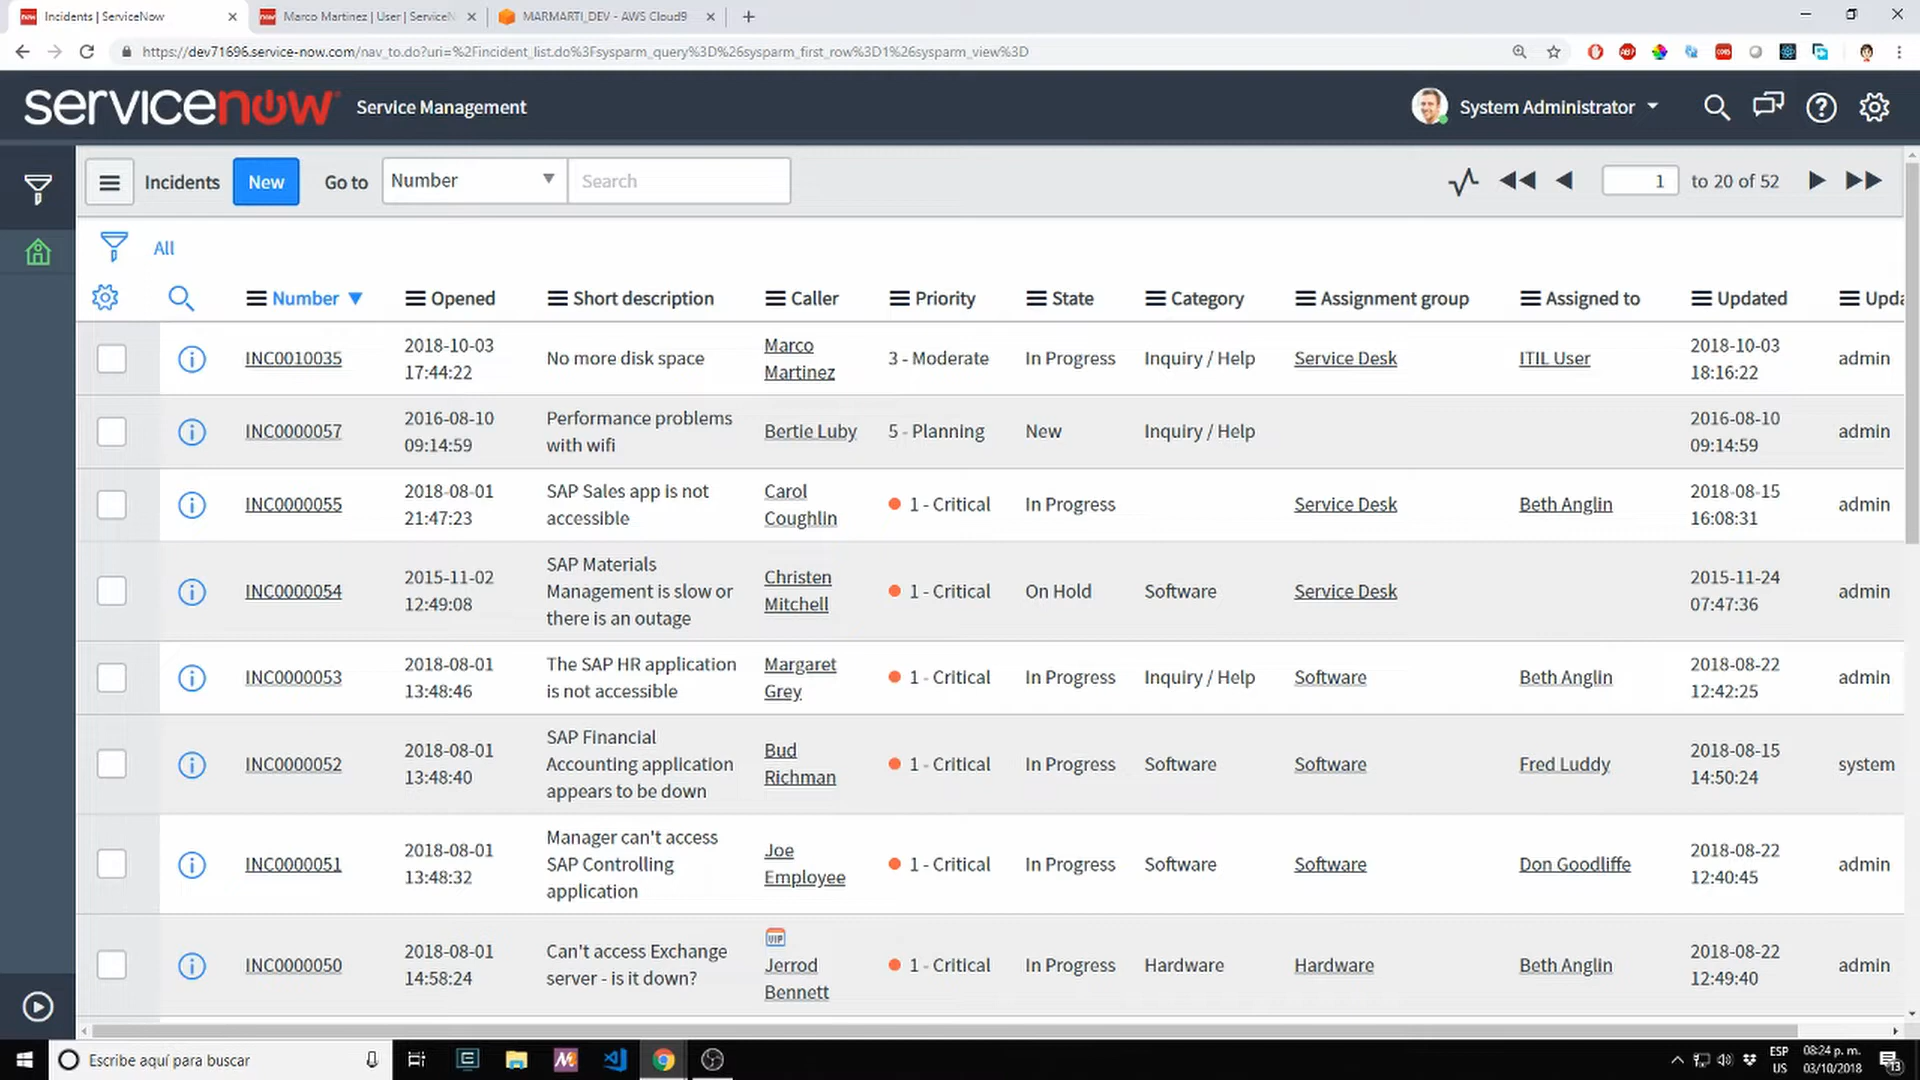 Incidents | ServiceNow
Marco Martinez | User | ServiceN
MARMARTI_DEV - AWS Cloud9
https://dev71696.service-now.com/nav_to.do?uri=%2Fincident_list.do%3Fsysparm_query%3D%26sysparm_first_row%3D1%26sysparm_view%3D
servicenow Service Management
System Administrator
Incidents New Go to Number Search 1 to 20 of 52
All
Number Opened Short description Caller Priority State Category Assignment group Assigned to Updated Upda
INC0010035 2018-10-03 17:44:22 No more disk space Marco Martinez 3 - Moderate In Progress Inquiry / Help Service Desk ITIL User 2018-10-03 18:16:22 admin
INC0000057 2016-08-10 09:14:59 Performance problems with wifi Bertie Luby 5 - Planning New Inquiry / Help 2016-08-10 09:14:59 admin
INC0000055 2018-08-01 21:47:23 SAP Sales app is not accessible Carol Coughlin 1 - Critical In Progress Service Desk Beth Anglin 2018-08-15 16:08:31 admin
INC0000054 2015-11-02 12:49:08 SAP Materials Management is slow or there is an outage Christen Mitchell 1 - Critical On Hold Software Service Desk 2015-11-24 07:47:36 admin
INC0000053 2018-08-01 13:48:46 The SAP HR application is not accessible Margaret Grey 1 - Critical In Progress Inquiry / Help Software Beth Anglin 2018-08-22 12:42:25 admin
INC0000052 2018-08-01 13:48:40 SAP Financial Accounting application appears to be down Bud Richman 1 - Critical In Progress Software Software Fred Luddy 2018-08-15 14:50:24 system
INC0000051 2018-08-01 13:48:32 Manager can't access SAP Controlling application Joe Employee 1 - Critical In Progress Software Software Don Goodliffe 2018-08-22 12:40:45 admin
INC0000050 2018-08-01 14:58:24 Can't access Exchange server - is it down? VIP Jerrod Bennett 1 - Critical In Progress Hardware Hardware Beth Anglin 2018-08-22 12:49:40 admin
Escribe aquí para buscar
ESP
US
08:24 p. m.
03/10/2018
13